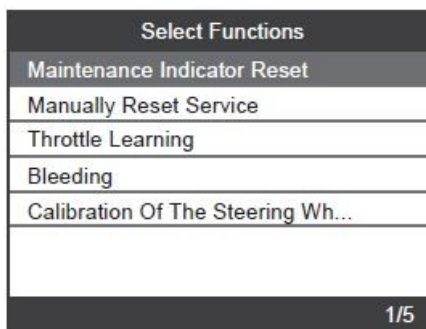 Select Functions
Maintenance Indicator Reset
Manually Reset Service
Throttle Learning
Bleeding
Calibration Of The Steering Wh...
1/5